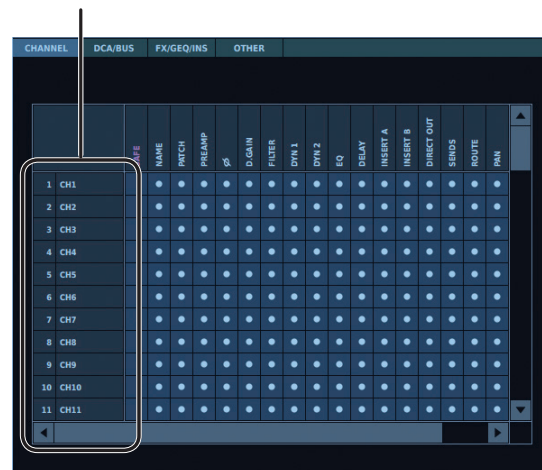 CHANNEL DCA/BUS FX/GEQ/INS OTHER
NAME PATCH PREAMP Ø D.GAIN FILTER DYN 1 DYN 2 EQ DELAY INSERT A INSERT B DIRECT OUT SENDS ROUTE PAN
1 CH1
2 CH2
3 CH3
4 CH4
5 CH5
6 CH6
7 CH7
8 CH8
9 CH9
10 CH10
11 CH11